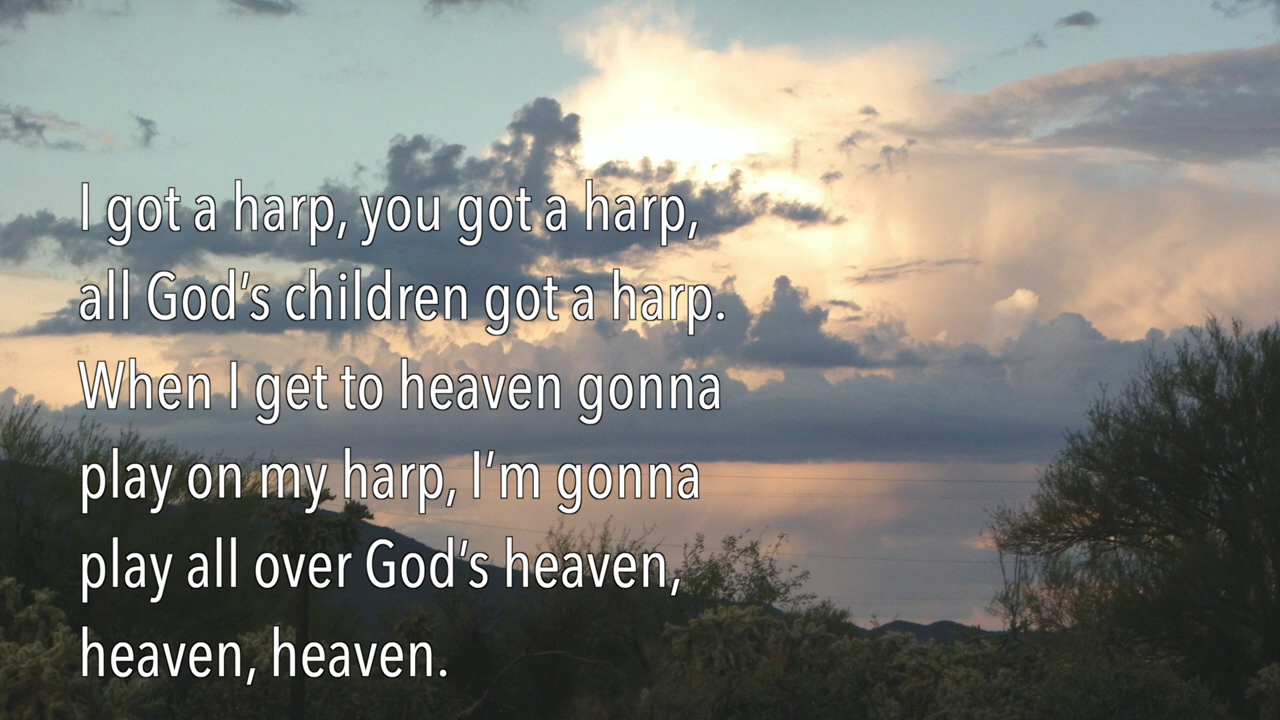 I got a harp, you got a harp,
all God’s children got a harp.
When I get to heaven gonna
play on my harp, I’m gonna
play all over God’s heaven,
heaven, heaven.